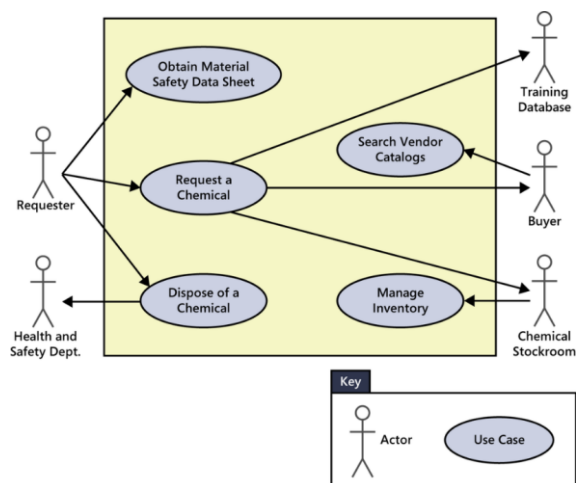 Obtain Material
Safety Data Sheet
Training
Database
Search Vendor
Catalogs
Request a
Chemical
Requester
Buyer
Dispose of a
Chemical
Manage
Inventory
Health and
Safety Dept.
Chemical
Stockroom
Key
Actor
Use Case